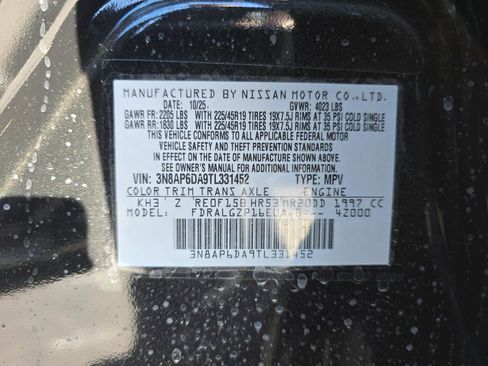 MANUFACTURED BY NISSAN MOTOR CO.,LTD.
DATE: 10/25 GVWR: 4023 LBS
GAWR FR: 2205 LBS WITH 225/45R19 TIRES 19X7.5J RIMS AT 35 PSI COLD SINGLE
GAWR RR: 1830 LBS WITH 225/45R19 TIRES 19X7.5J RIMS AT 35 PSI COLD SINGLE
THIS VEHICLE CONFORMS TO ALL APPLICABLE FEDERAL MOTOR
VEHICLE SAFETY AND THEFT PREVENTION STANDARDS
IN EFFECT ON THE DATE OF MANUFACTURE SHOWN ABOVE.
SEE OWNER'S MANUAL FOR ADDITIONAL INFORMATION.
VIN: 3N8AP6DA9TL331452 TYPE: MPV
COLOR TRIM TRANS AXLE ENGINE
KH3 Z RE0F15B HR53 MR20DD 1997 CC
MODEL: 4Z000
3N8AP6DA9TL331452